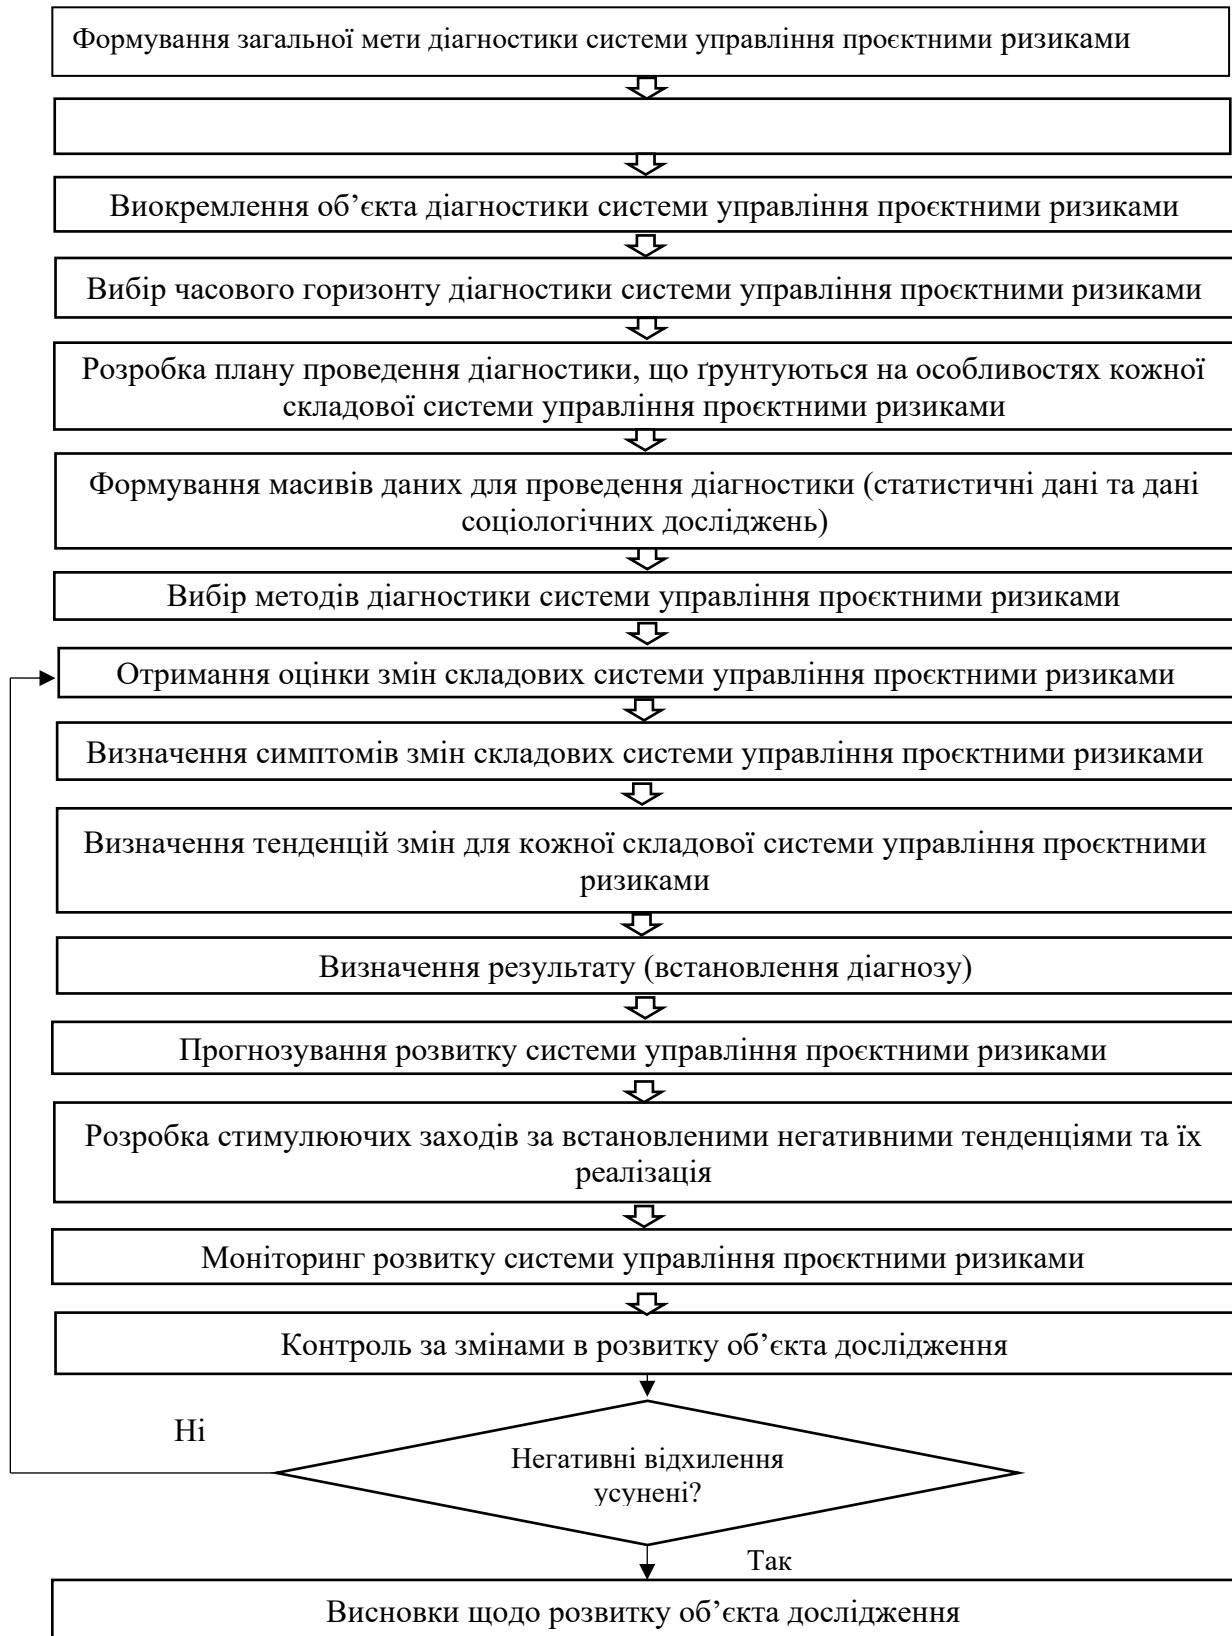 Формування загальної мети діагностики системи управління проєктними ризиками
Виокремлення об’єкта діагностики системи управління проєктними ризиками
Вибір часового горизонту діагностики системи управління проєктними ризиками
Розробка плану проведення діагностики, що ґрунтуються на особливостях кожної
складової системи управління проєктними ризиками
Формування масивів даних для проведення діагностики (статистичні дані та дані
соціологічних досліджень)
Вибір методів діагностики системи управління проєктними ризиками
Отримання оцінки змін складових системи управління проєктними ризиками
Визначення симптомів змін складових системи управління проєктними ризиками
Визначення тенденцій змін для кожної складової системи управління проєктними
ризиками
Визначення результату (встановлення діагнозу)
Прогнозування розвитку системи управління проєктними ризиками
Розробка стимулюючих заходів за встановленими негативними тенденціями та їх
реалізація
Моніторинг розвитку системи управління проєктними ризиками
Контроль за змінами в розвитку об’єкта дослідження
Ні
Негативні відхилення
усунені?
Так
Висновки щодо розвитку об’єкта дослідження